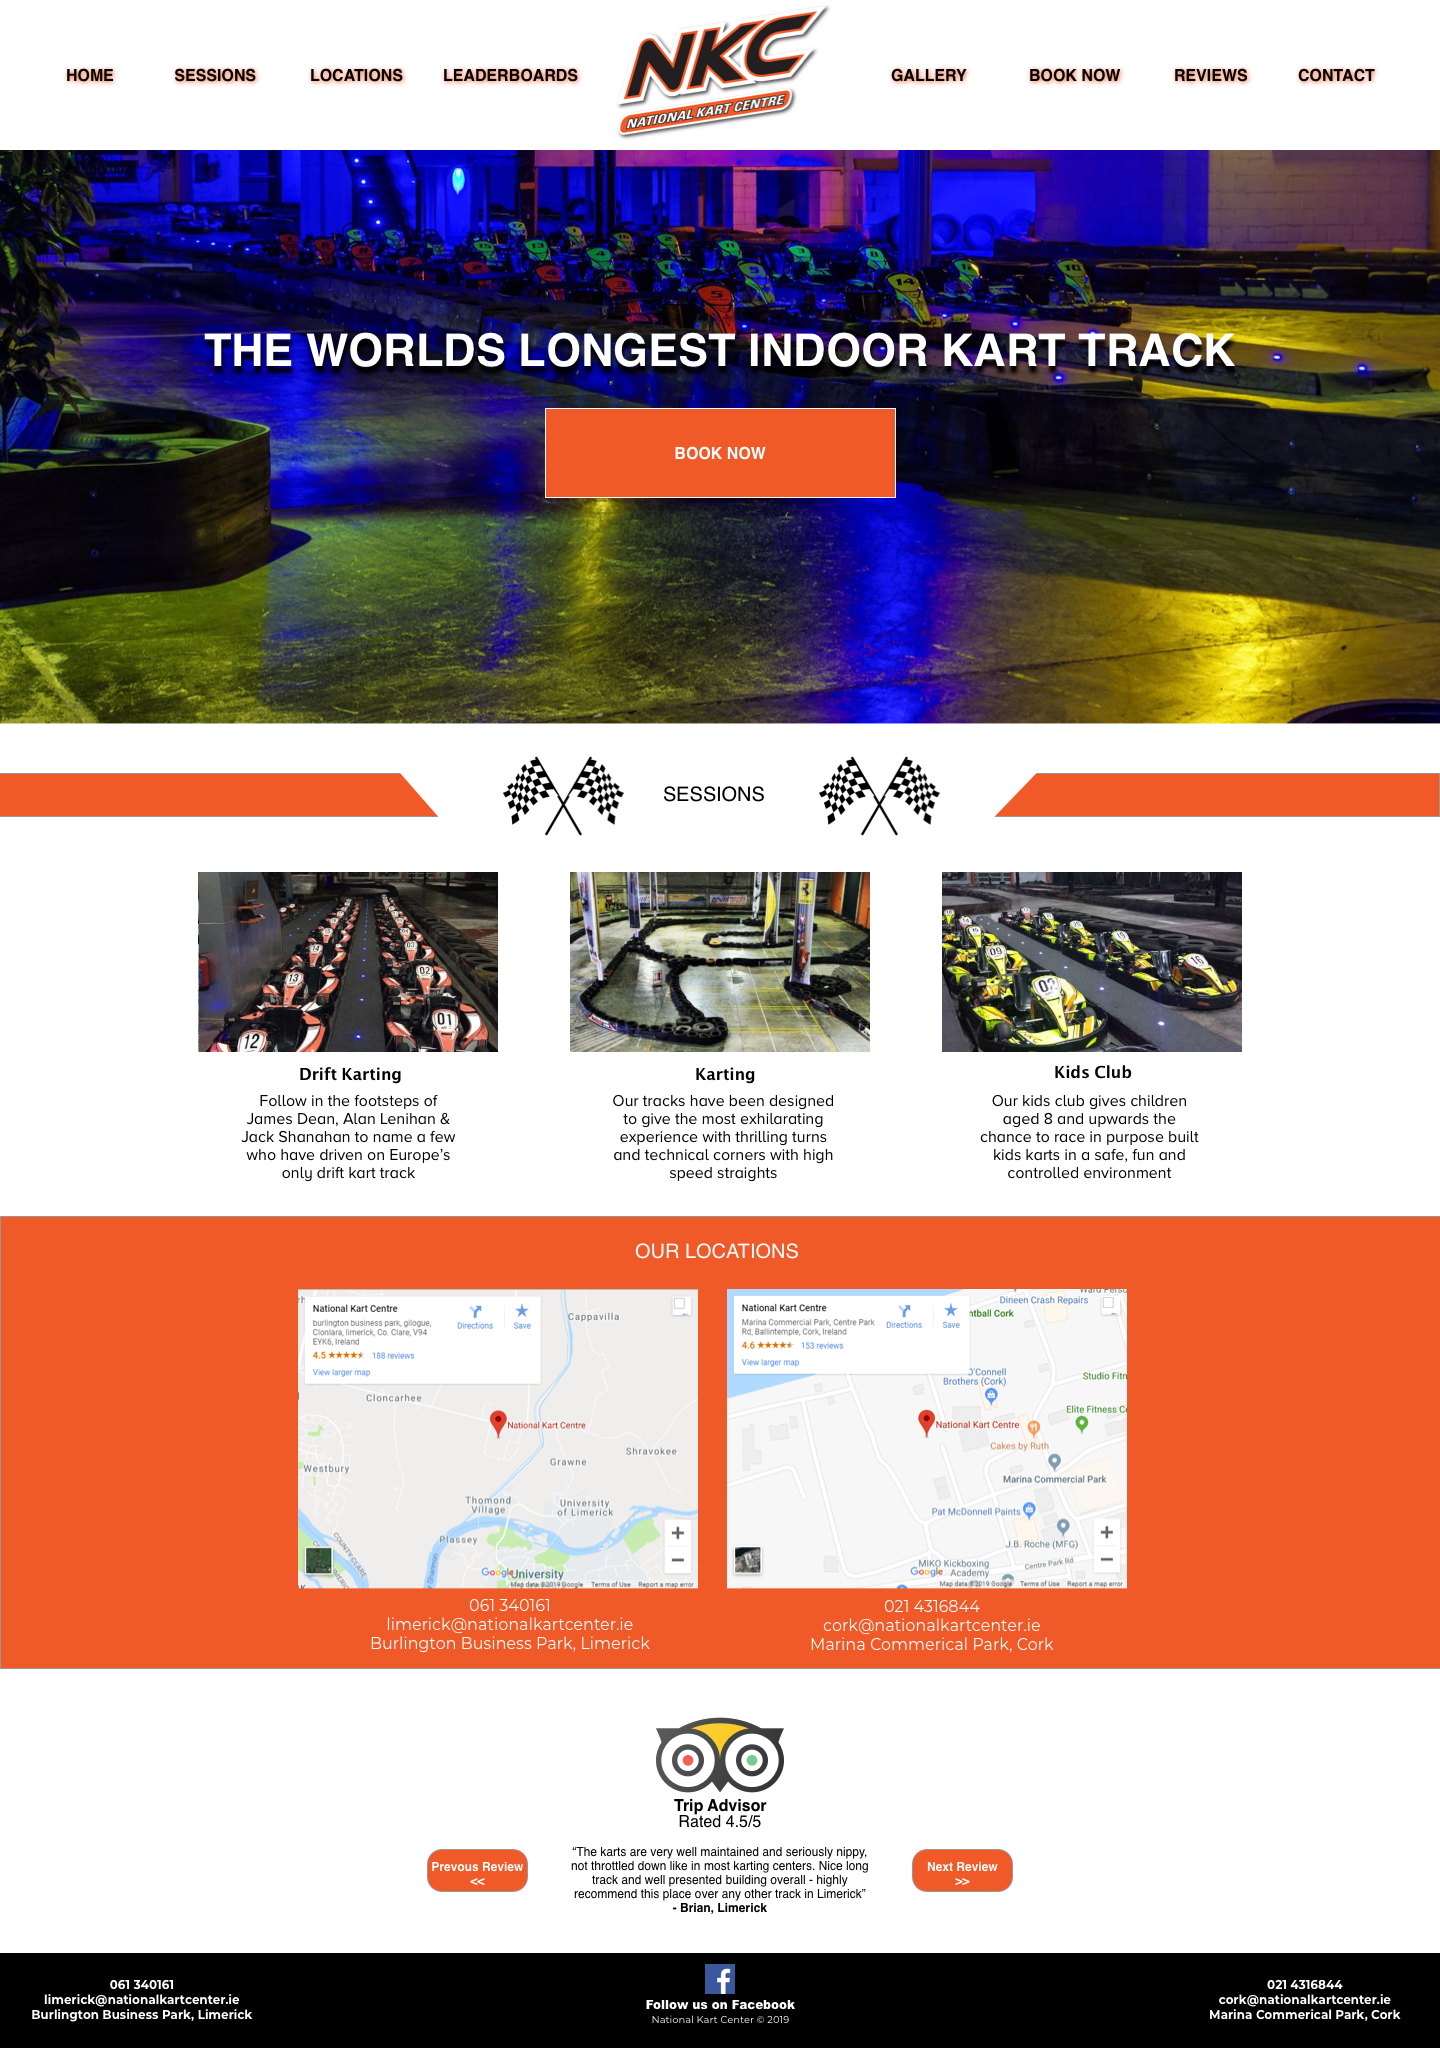 HOME
SESSIONS
LOCATIONS
LEADERBOARDS
NKC
NATIONAL KART CENTRE
GALLERY
BOOK NOW
REVIEWS
CONTACT
THE WORLDS LONGEST INDOOR KART TRACK
BOOK NOW
SESSIONS
Drift Karting
Follow in the footsteps of
James Dean, Alan Lenihan &
Jack Shanahan to name a few
who have driven on Europe's
only drift kart track
Karting
Our tracks have been designed
to give the most exhilarating
experience with thrilling turns
and technical corners with high
speed straights
Kids Club
Our kids club gives children
aged 8 and upwards the
chance to race in purpose built
kids karts in a safe, fun and
controlled environment
OUR LOCATIONS
National Kart Centre
burlington business park, gilogue,
Clonlara, limerick, Co. Clare, V94
EYK6, Ireland
4.5 ★★★★★ 188 reviews
View larger map
Directions
Save
Cappavilla
Cloncarhee
National Kart Centre
Shravokee
Grawne
Westbury
Thomond
Village
University
of Limerick
Plassey
COUNTY CLARE
River Shannon
University
Google
Map data ©2019 Google Terms of Use Report a map error
061 340161
limerick@nationalkartcenter.ie
Burlington Business Park, Limerick
National Kart Centre
Marina Commercial Park, Centre Park
Rd, Ballintemple, Cork, Ireland
4.6 ★★★★★ 153 reviews
View larger map
Directions
Save
Dineen Crash Repairs
ntball Cork
O'Connell
Brothers (Cork)
Studio Fitn
Elite Fitness C
National Kart Centre
Cakes by Ruth
Marina Commercial Park
Pat McDonnell Paints
J.B. Roche (MFG)
MIKO Kickboxing
Academy
Centre Park Rd
Google
Map data ©2019 Google Terms of Use Report a map error
021 4316844
cork@nationalkartcenter.ie
Marina Commerical Park, Cork
Trip Advisor
Rated 4.5/5
Prevous Review
<<
“The karts are very well maintained and seriously nippy,
not throttled down like in most karting centers. Nice long
track and well presented building overall - highly
recommend this place over any other track in Limerick”
- Brian, Limerick
Next Review
>>
061 340161
limerick@nationalkartcenter.ie
Burlington Business Park, Limerick
Follow us on Facebook
National Kart Center © 2019
021 4316844
cork@nationalkartcenter.ie
Marina Commerical Park, Cork